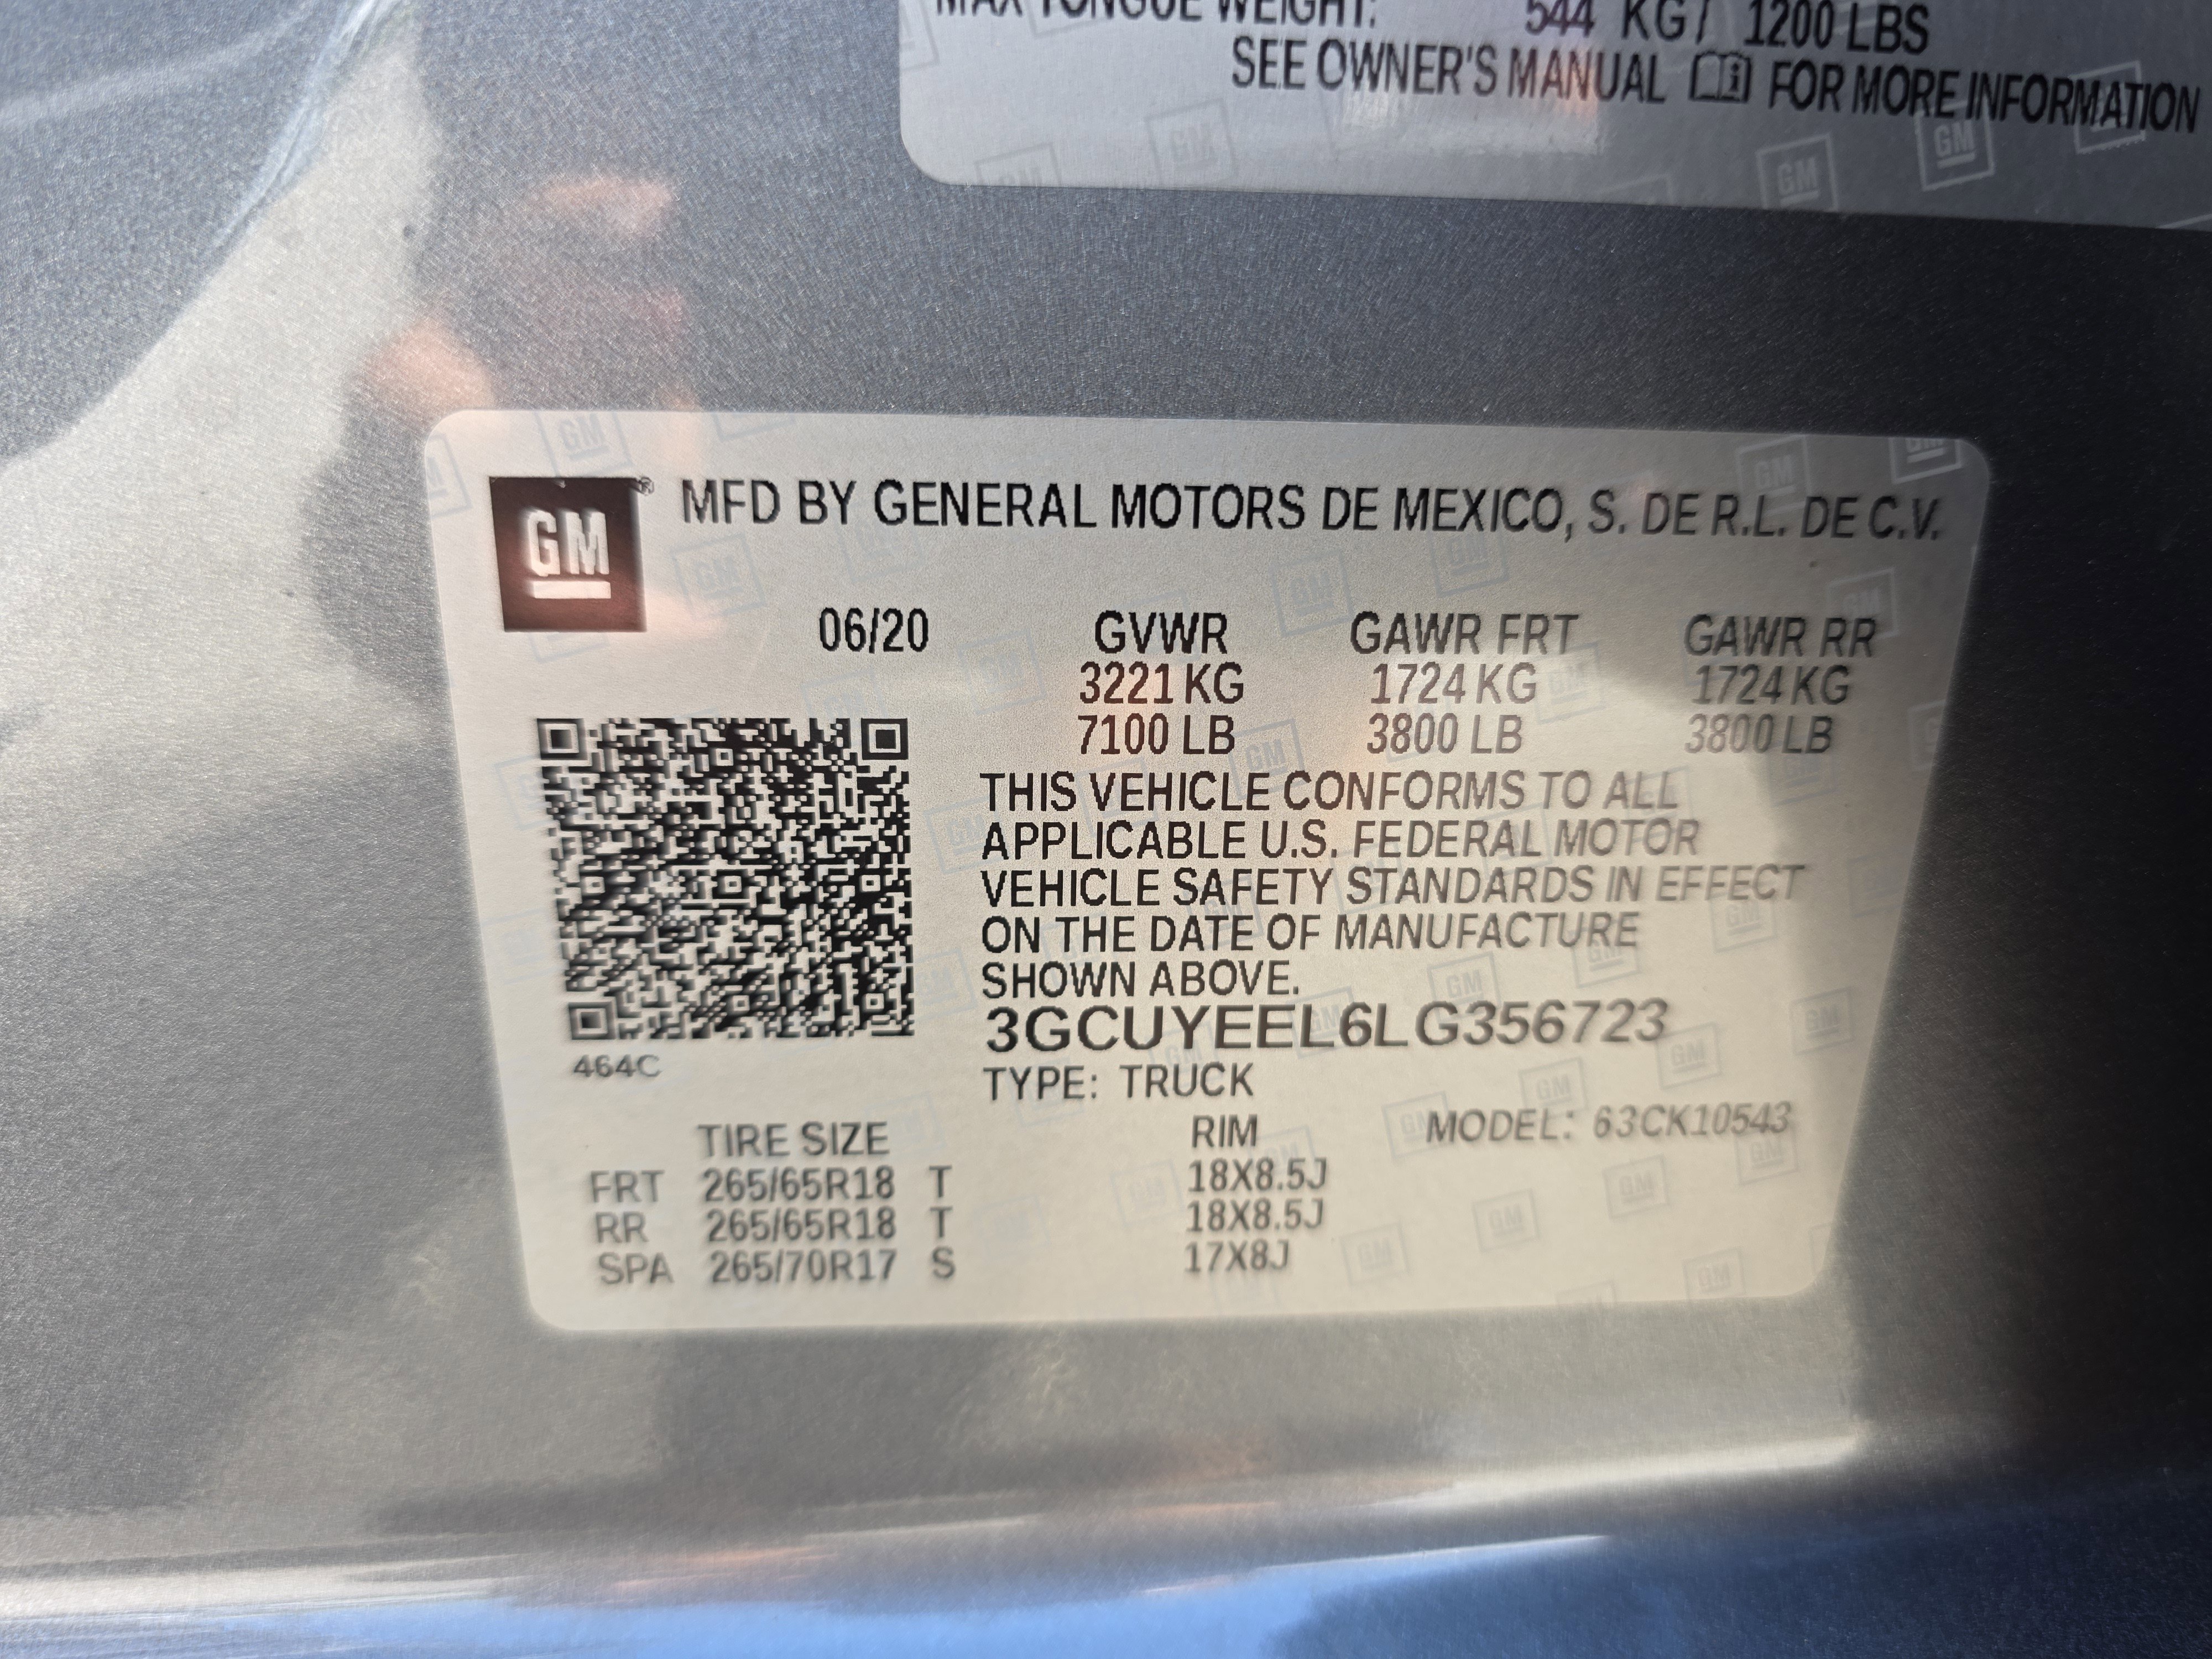 MAX TONGUE WEIGHT: 544 KG / 1200 LBS
SEE OWNER'S MANUAL FOR MORE INFORMATION
GM ® MFD BY GENERAL MOTORS DE MEXICO, S. DE R.L. DE C.V.
06/20 GVWR GAWR FRT GAWR RR
3221 KG 1724 KG 1724 KG
7100 LB 3800 LB 3800 LB
THIS VEHICLE CONFORMS TO ALL
APPLICABLE U.S. FEDERAL MOTOR
VEHICLE SAFETY STANDARDS IN EFFECT
ON THE DATE OF MANUFACTURE
SHOWN ABOVE.
3GCUYEEL6LG356723
464C
TYPE: TRUCK
TIRE SIZE RIM MODEL: 63CK10543
FRT 265/65R18 T 18X8.5J
RR 265/65R18 T 18X8.5J
SPA 265/70R17 S 17X8J